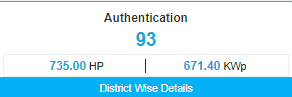 Authentication
93
735.00 HP | 671.40 KWp
District Wise Details